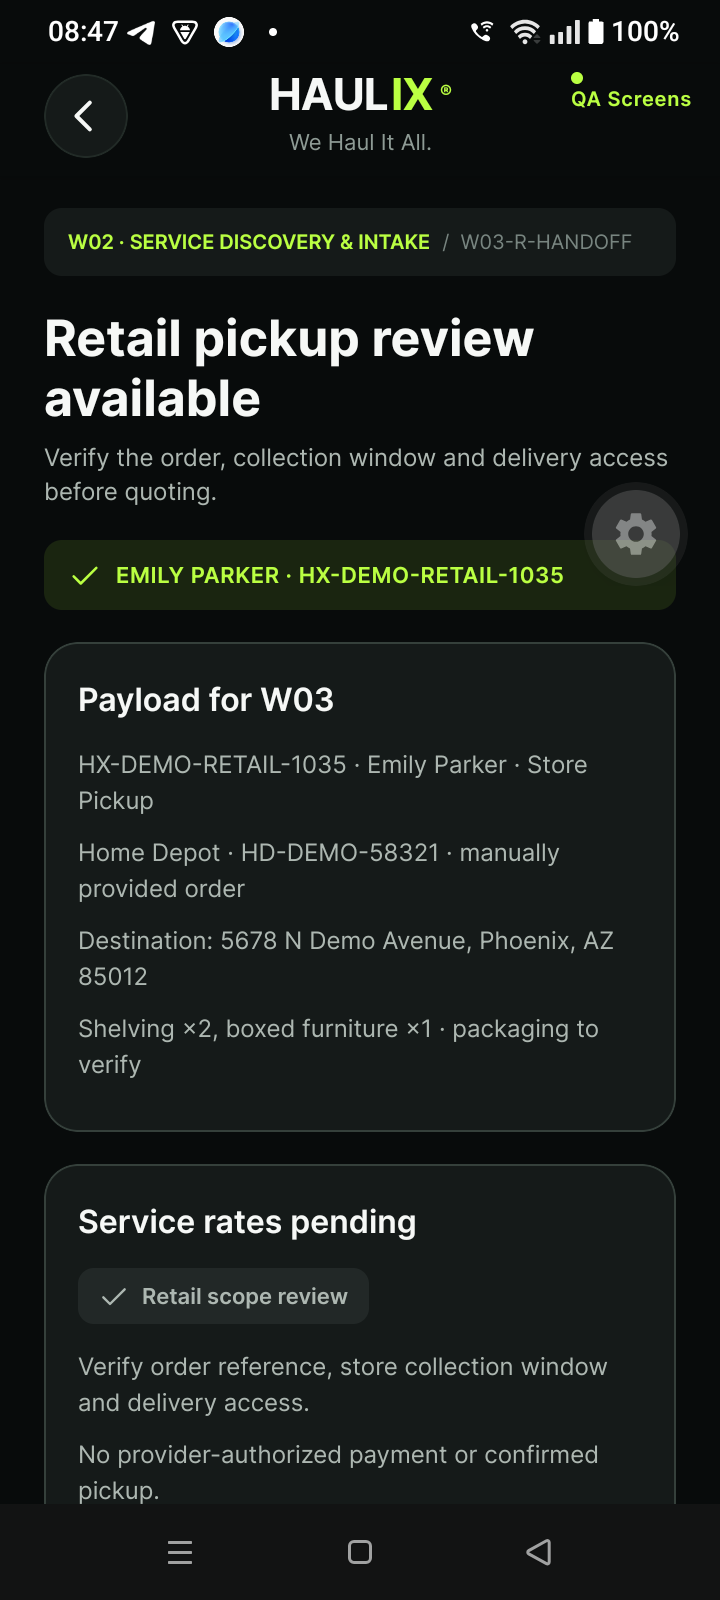 08:47
100%
HAULIX ®
QA Screens
We Haul It All.
W02 · SERVICE DISCOVERY & INTAKE / W03-R-HANDOFF
Retail pickup review
available
Verify the order, collection window and delivery access
before quoting.
EMILY PARKER · HX-DEMO-RETAIL-1035
Payload for W03
HX-DEMO-RETAIL-1035 · Emily Parker · Store
Pickup
Home Depot · HD-DEMO-58321 · manually
provided order
Destination: 5678 N Demo Avenue, Phoenix, AZ
85012
Shelving ×2, boxed furniture ×1 · packaging to
verify
Service rates pending
Retail scope review
Verify order reference, store collection window
and delivery access.
No provider-authorized payment or confirmed
pickup.